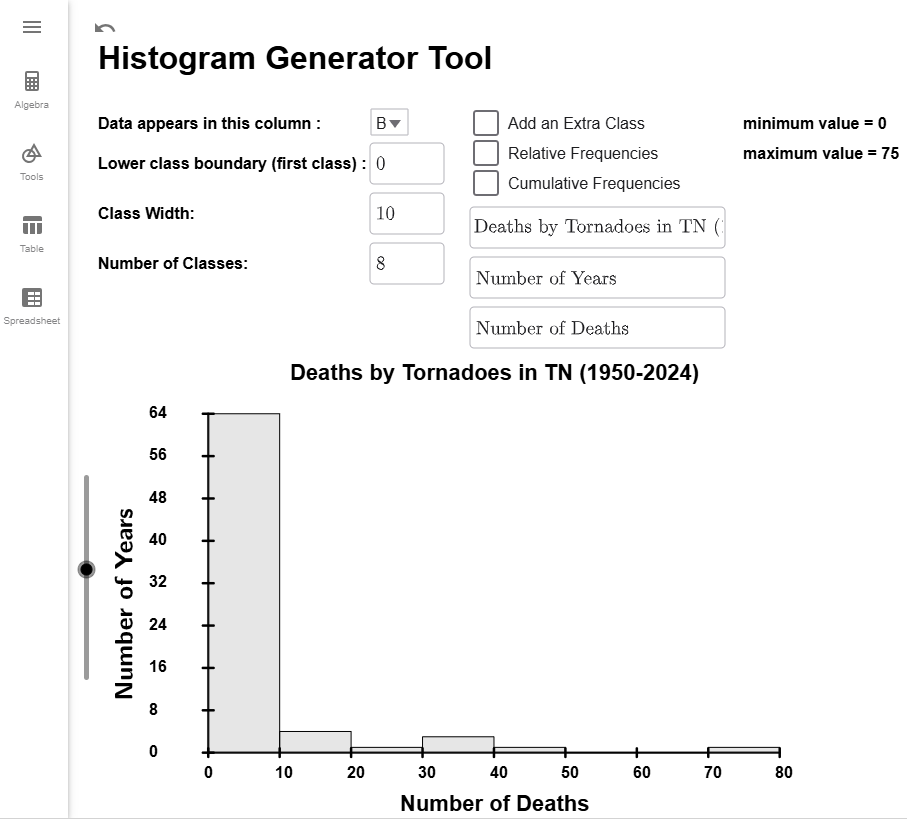 Histogram Generator Tool
Algebra
Tools
Table
Spreadsheet
Data appears in this column : B
Lower class boundary (first class) : 0
Class Width: 10
Number of Classes: 8
Add an Extra Class
Relative Frequencies
Cumulative Frequencies
minimum value = 0
maximum value = 75
Deaths by Tornadoes in TN (
Number of Years
Number of Deaths
Deaths by Tornadoes in TN (1950-2024)
Number of Years
64
56
48
40
32
24
16
8
0
0 10 20 30 40 50 60 70 80
Number of Deaths